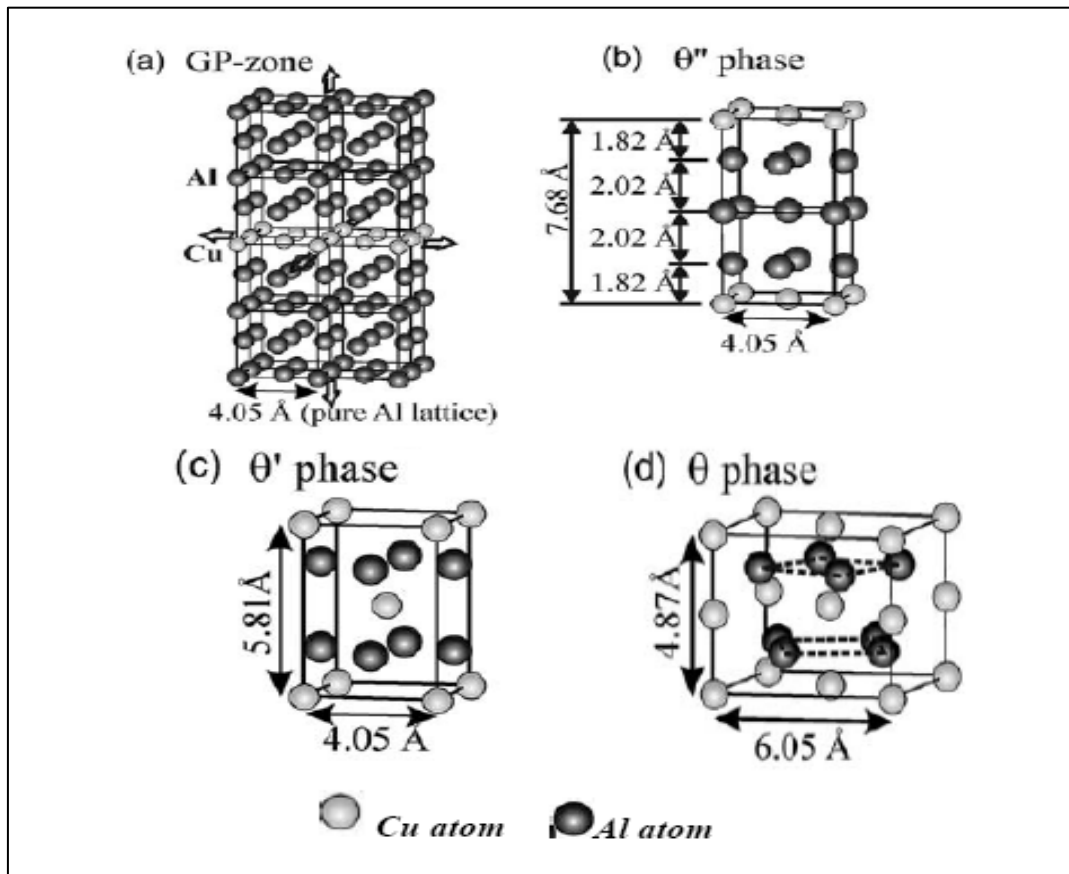 (a) GP-zone
Al
Cu
4.05 Å (pure Al lattice)
(b) θ" phase
7.68 Å
1.82 Å
2.02 Å
2.02 Å
1.82 Å
4.05 Å
(c) θ' phase
5.81Å
4.05 Å
(d) θ phase
4.87Å
6.05 Å
Cu atom
Al atom